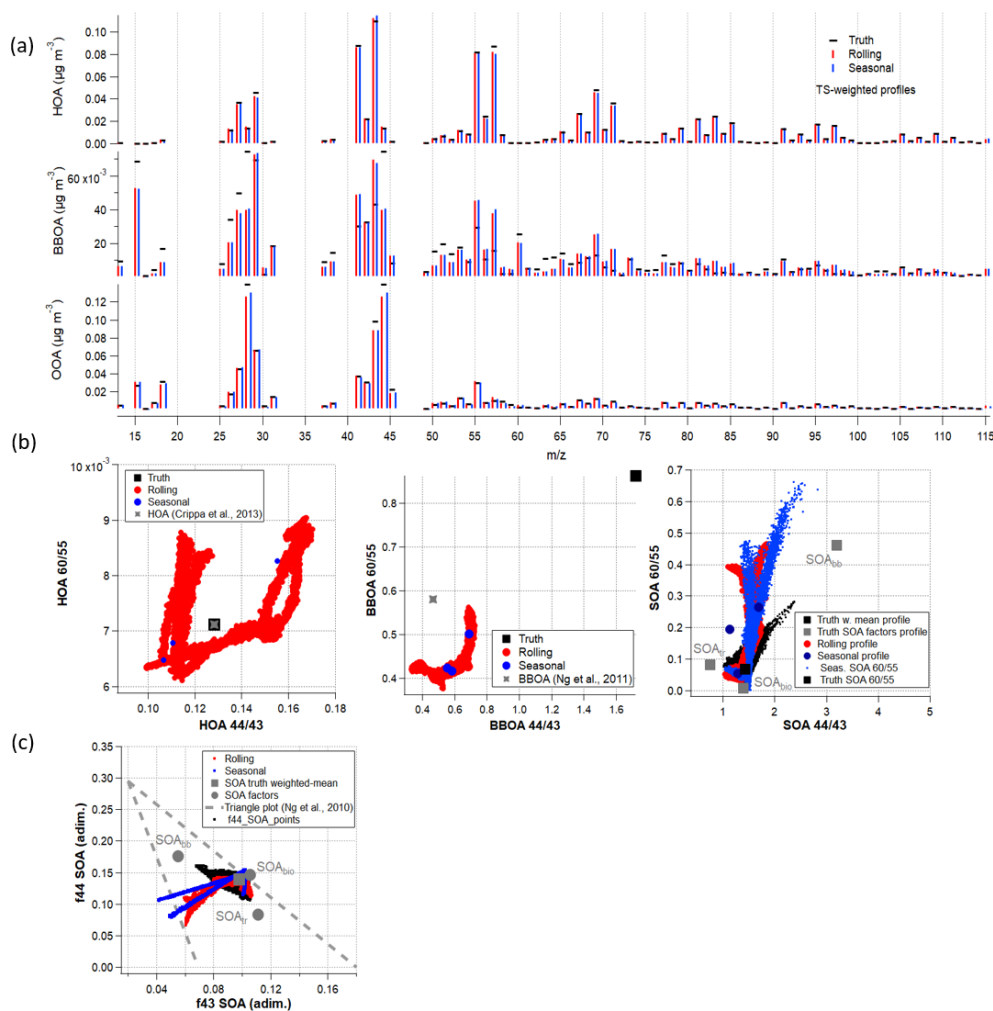 (a)
HOA (µg m⁻³)
0.10
0.08
0.06
0.04
0.02
0.00
Truth
Rolling
Seasonal
TS-weighted profiles
BBOA (µg m⁻³)
60 x10⁻³
40
20
OOA (µg m⁻³)
0.12
0.10
0.08
0.06
0.04
0.02
15 20 25 30 35 40 45 50 55 60 65 70 75 80 85 90 95 100 105 110 115
m/z
(b)
HOA 60/55
10 x10⁻³
9
8
7
6
Truth
Rolling
Seasonal
HOA (Crippa et al., 2013)
0.10 0.12 0.14 0.16 0.18
HOA 44/43
BBOA 60/55
0.8
0.7
0.6
0.5
0.4
Truth
Rolling
Seasonal
BBOA (Ng et al., 2011)
0.4 0.6 0.8 1.0 1.2 1.4 1.6
BBOA 44/43
SOA 60/55
0.7
0.6
0.5
0.4
0.3
0.2
0.1
0.0
SOAbb
SOAtr
SOAbio
Truth w. mean profile
Truth SOA factors profile
Rolling profile
Seasonal profile
Seas. SOA 60/55
Truth SOA 60/55
1 2 3 4 5
SOA 44/43
(c)
f44 SOA (adim.)
0.35
0.30
0.25
0.20
0.15
0.10
0.05
0.00
Rolling
Seasonal
SOA truth weighted-mean
SOA factors
Triangle plot (Ng et al., 2010)
f44_SOA_points
SOAbb
SOAbio
SOAtr
0.04 0.08 0.12 0.16
f43 SOA (adim.)